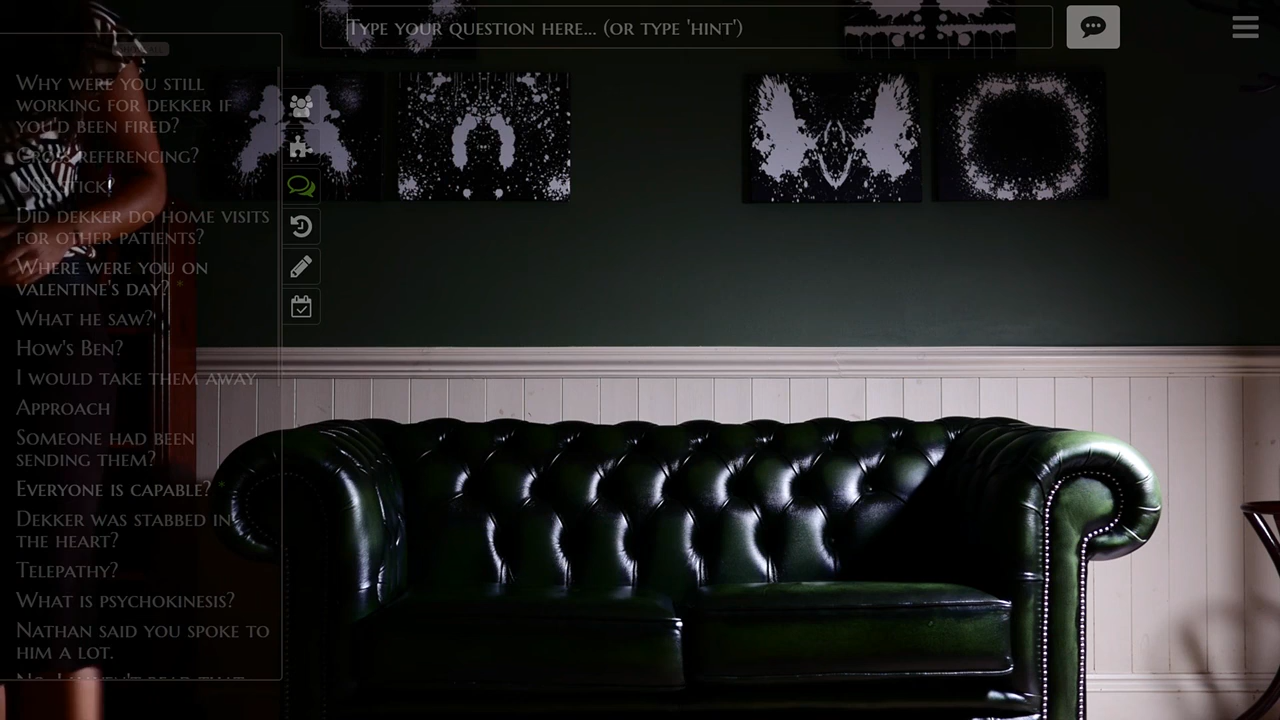 Type your question here... (or type 'hint')
Why were you still
working for Dekker if
you'd been fired?
Cross referencing?
USB stick?
Did Dekker do home visits
for other patients?
Where were you on
Valentine's Day? *
What he saw?
How's Ben?
I would take them away
Approach
Someone had been
sending them?
Everyone is capable? *
Dekker was stabbed in
the heart?
Telepathy?
What is psychokinesis?
Nathan said you spoke to
him a lot.